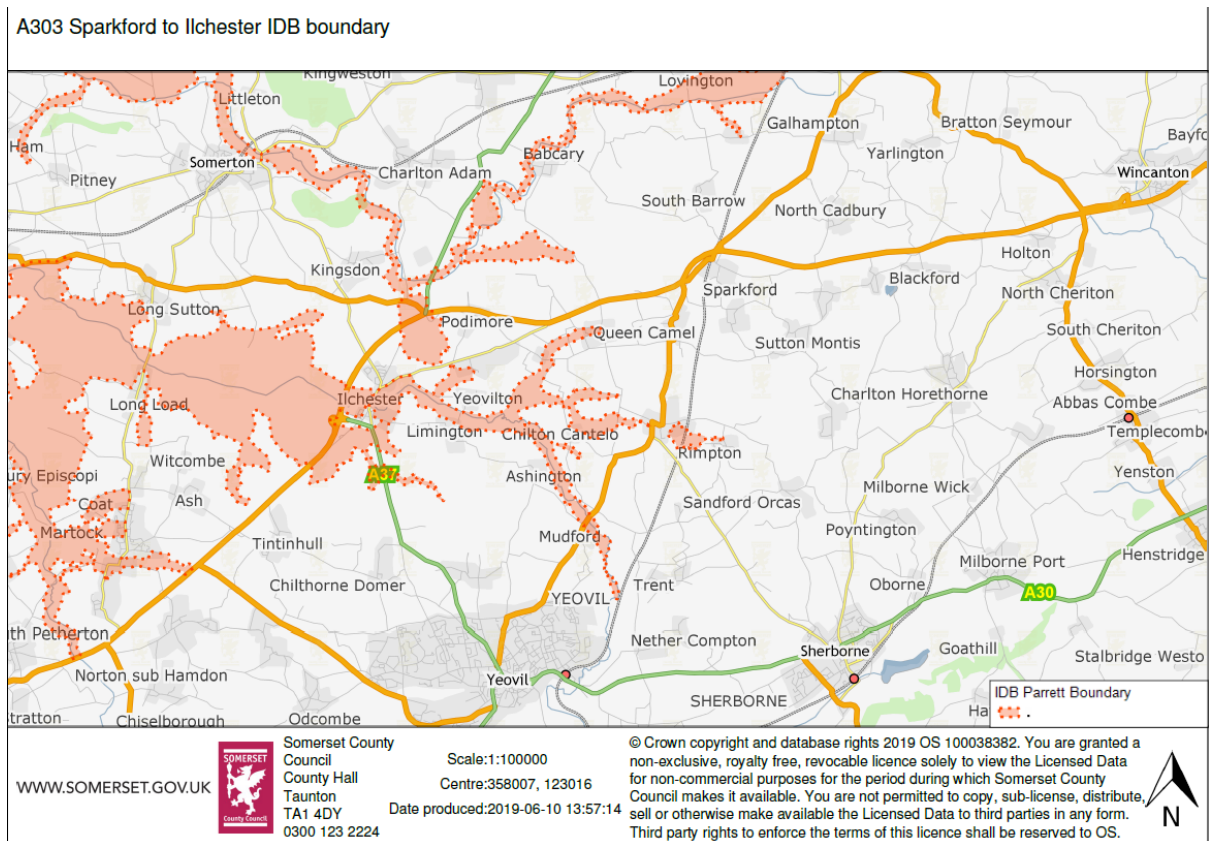 A303 Sparkford to Ilchester IDB boundary
Kingweston
Lovington
Littleton
Galhampton
Bratton Seymour
Bayfo
Ham
Babcary
Yarlington
Somerton
Charlton Adam
Wincanton
Pitney
South Barrow
North Cadbury
Holton
Kingsdon
Blackford
Sparkford
North Cheriton
Long Sutton
Podimore
Queen Camel
South Cheriton
Sutton Montis
Horsington
Ilchester
Yeovilton
Charlton Horethorne
Abbas Combe
Long Load
Limington
Chilton Cantelo
Templecombe
Witcombe
Rimpton
ury Episcopi
A37
Ashington
Yenston
Coat
Ash
Milborne Wick
Sandford Orcas
Martock
Mudford
Poyntington
Tintinhull
Henstridge
Milborne Port
Chilthorne Domer
Trent
Oborne
A30
YEOVIL
th Petherton
Nether Compton
Sherborne
Goathill
Stalbridge Westo
Norton sub Hamdon
Yeovil
SHERBORNE
Ha
Stratton
Chiselborough
Odcombe
IDB Parrett Boundary
.
WWW.SOMERSET.GOV.UK
SOMERSET
County Council
Somerset County
Council
County Hall
Taunton
TA1 4DY
0300 123 2224
Scale:1:100000
Centre:358007, 123016
Date produced:2019-06-10 13:57:14
© Crown copyright and database rights 2019 OS 100038382. You are granted a
non-exclusive, royalty free, revocable licence solely to view the Licensed Data
for non-commercial purposes for the period during which Somerset County
Council makes it available. You are not permitted to copy, sub-license, distribute,
sell or otherwise make available the Licensed Data to third parties in any form.
Third party rights to enforce the terms of this licence shall be reserved to OS.
N